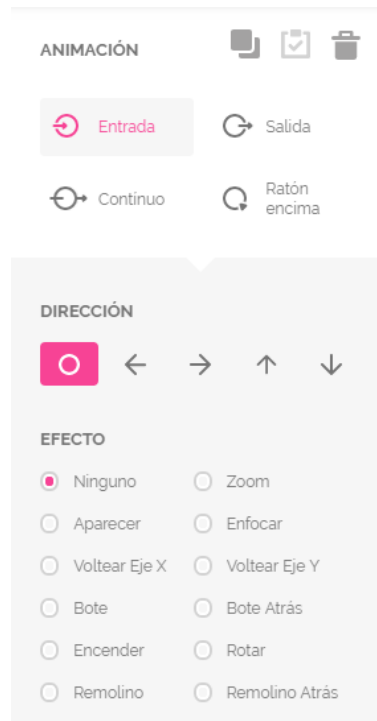 ANIMACIÓN
Entrada
Salida
Continuo
Ratón
encima
DIRECCIÓN
EFECTO
Ninguno
Zoom
Aparecer
Enfocar
Voltear Eje X
Voltear Eje Y
Bote
Bote Atrás
Encender
Rotar
Remolino
Remolino Atrás